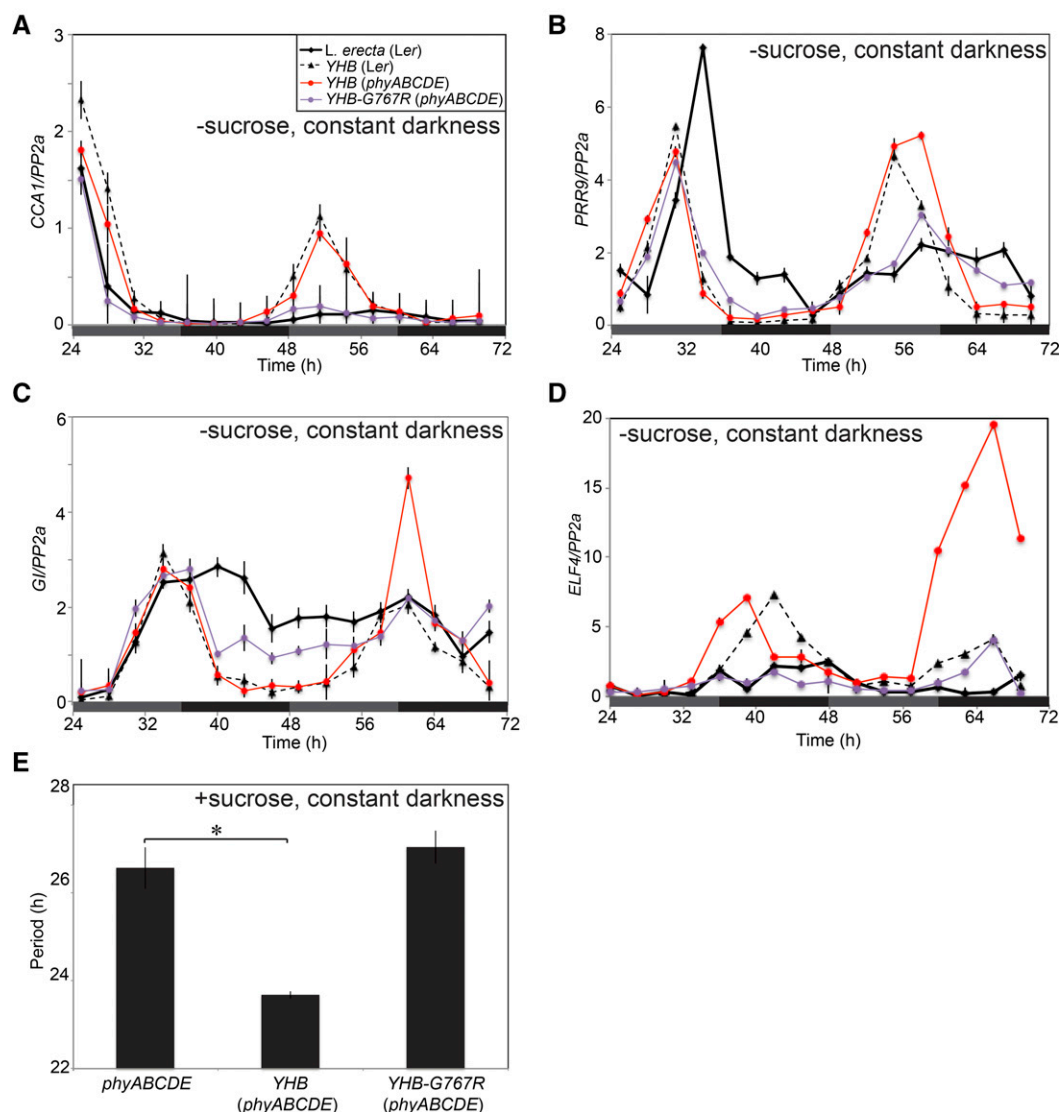 A
L. erecta (Ler)
YHB (Ler)
YHB (phyABCDE)
YHB-G767R (phyABCDE)
-sucrose, constant darkness
CCA1/PP2a
3
2
1
0
24 32 40 48 56 64 72
Time (h)
B
-sucrose, constant darkness
PRR9/PP2a
8
6
4
2
0
24 32 40 48 56 64 72
Time (h)
C
-sucrose, constant darkness
GI/PP2a
6
4
2
0
24 32 40 48 56 64 72
Time (h)
D
-sucrose, constant darkness
ELF4/PP2a
20
15
10
5
0
24 32 40 48 56 64 72
Time (h)
E
+sucrose, constant darkness
*
Period (h)
28
26
24
22
phyABCDE
YHB
(phyABCDE)
YHB-G767R
(phyABCDE)